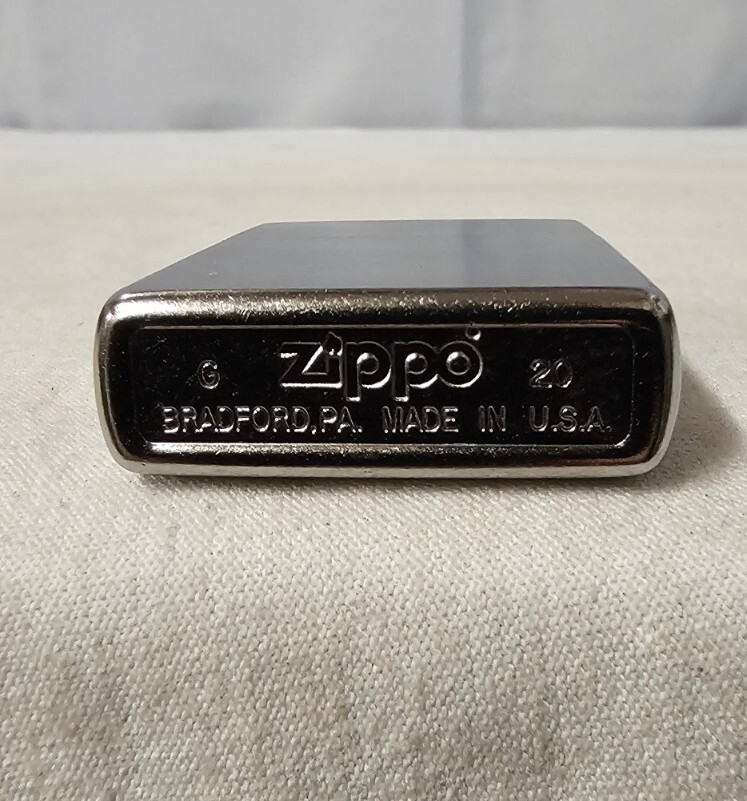 G Zippo 20
BRADFORD,PA. MADE IN U.S.A.